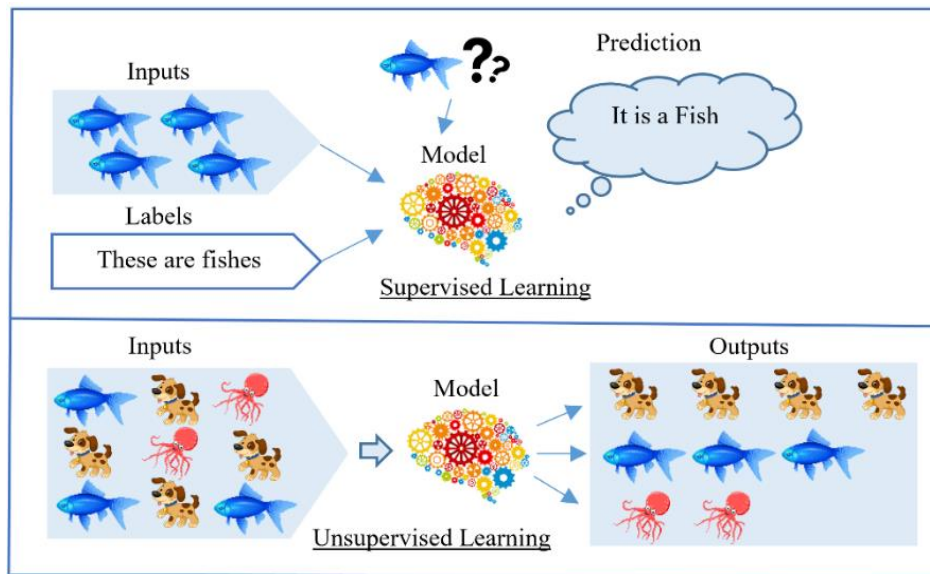 Inputs
??
Prediction
It is a Fish
Model
Labels
These are fishes
Supervised Learning
Inputs
Model
Outputs
Unsupervised Learning